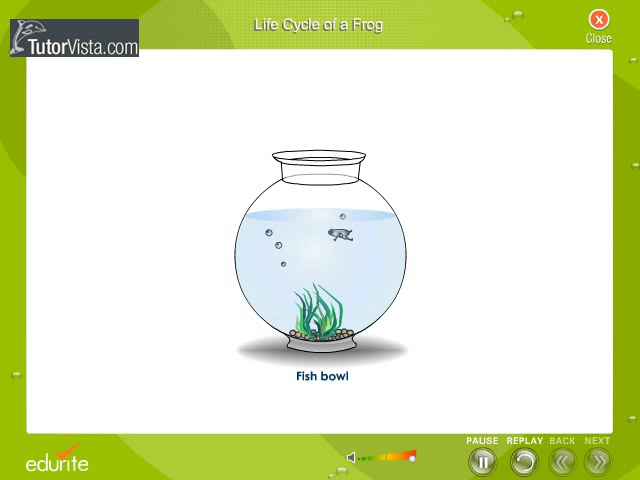 Life Cycle of a Frog
TutorVista.com
Close
Fish bowl
PAUSE REPLAY BACK NEXT
edurite